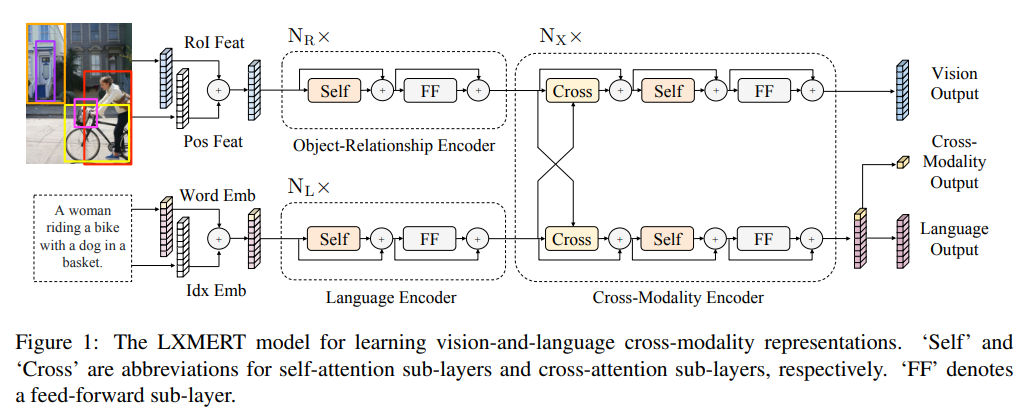 RoI Feat
Pos Feat
N_R×
Self
+
FF
+
Object-Relationship Encoder
N_X×
Cross
+
Self
+
FF
+
Vision
Output
Cross-
Modality
Output
A woman
riding a bike
with a dog in a
basket.
Word Emb
+
Idx Emb
N_L×
Self
+
FF
+
Language Encoder
Cross
+
Self
+
FF
+
Cross-Modality Encoder
Language
Output
Figure 1: The LXMERT model for learning vision-and-language cross-modality representations. ‘Self’ and
‘Cross’ are abbreviations for self-attention sub-layers and cross-attention sub-layers, respectively. ‘FF’ denotes
a feed-forward sub-layer.